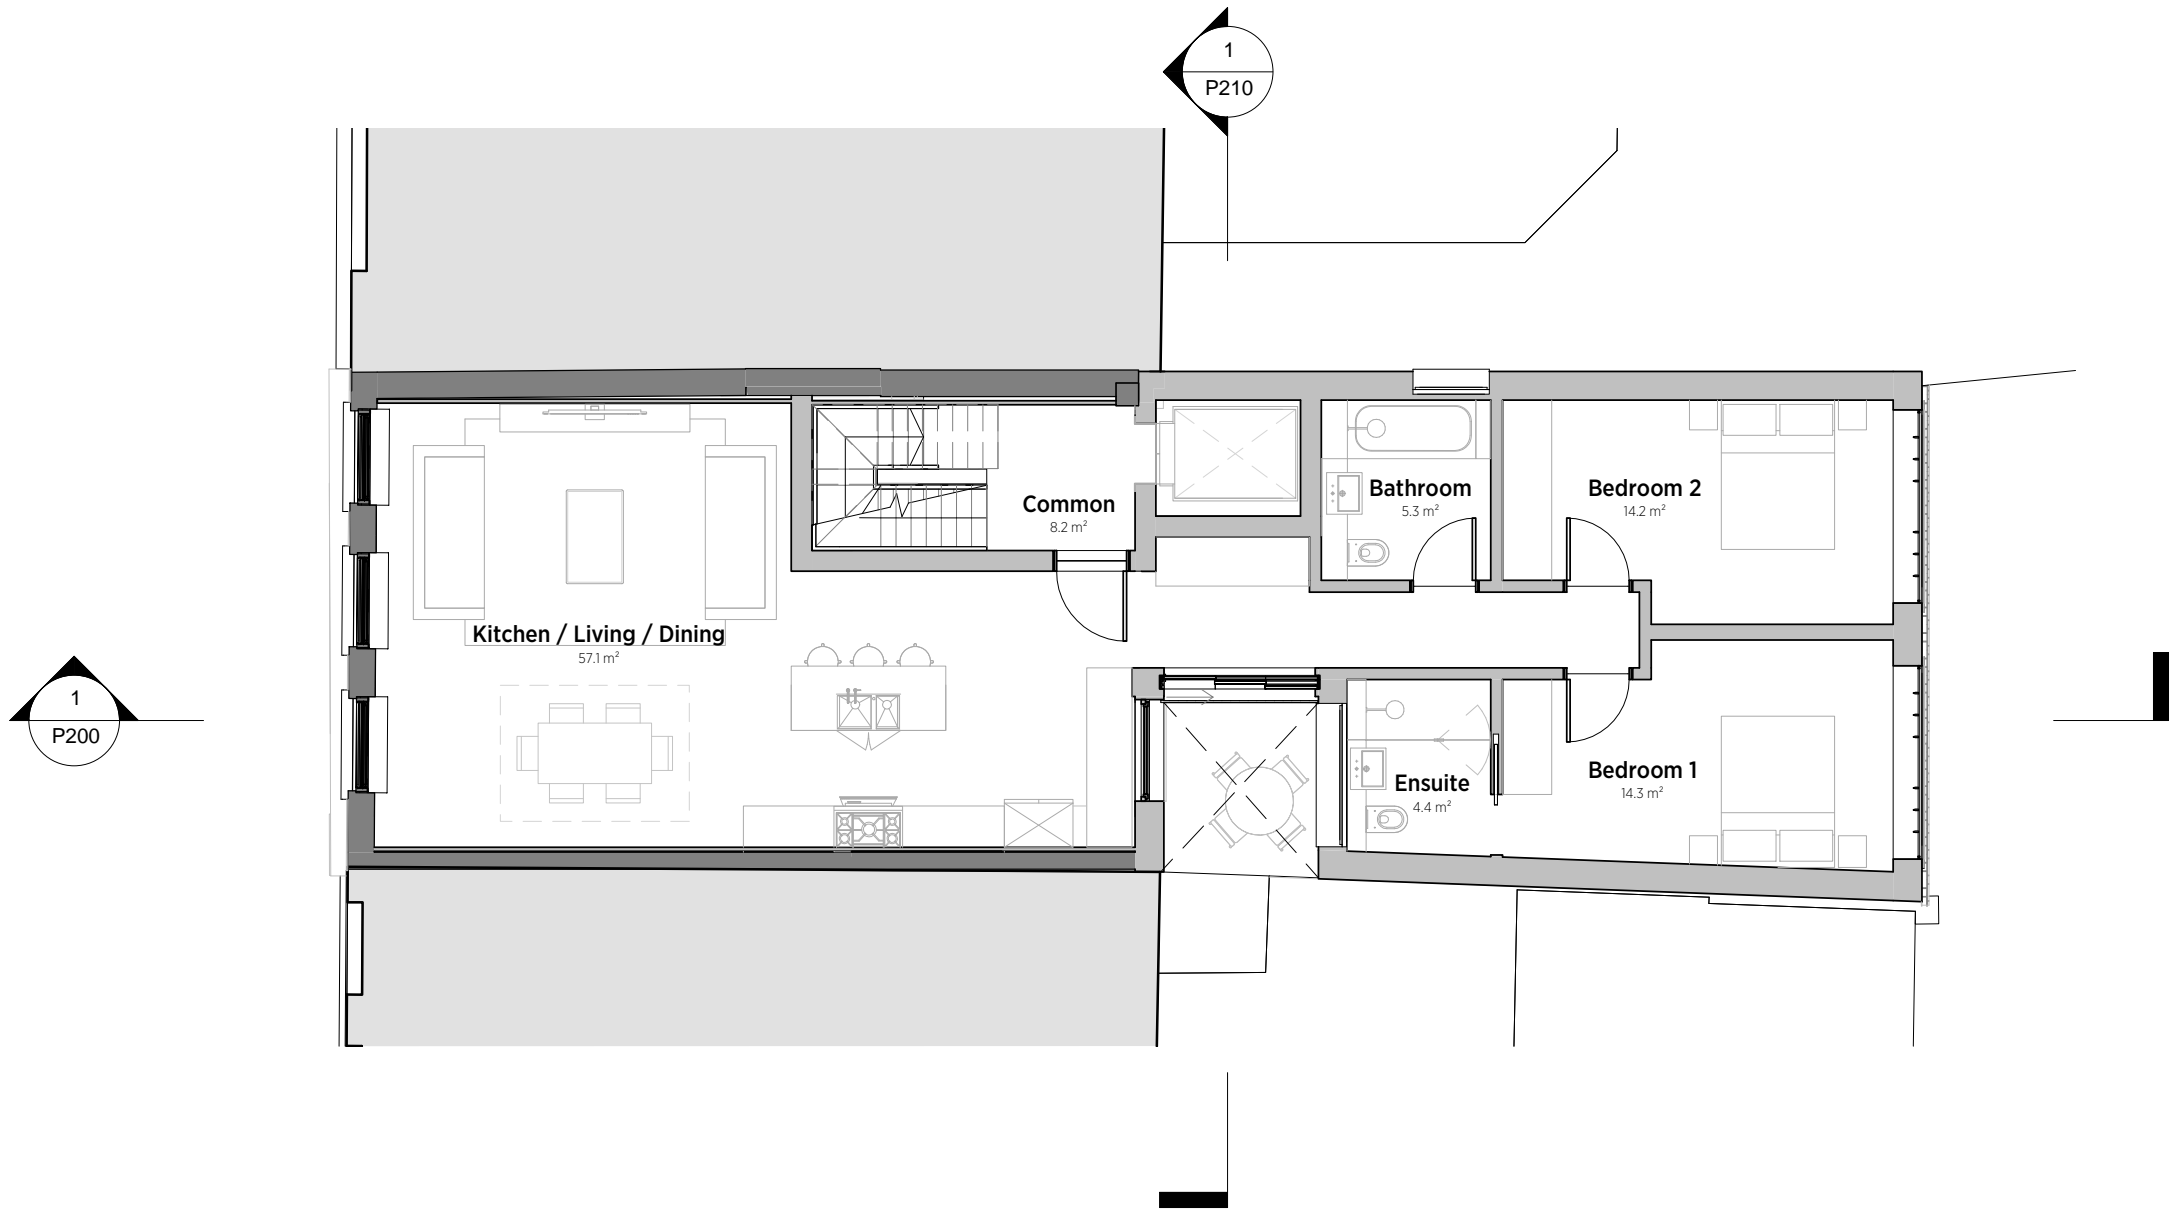 1
P210
Common
8.2 m²
Bathroom
5.3 m²
Bedroom 2
14.2 m²
Kitchen / Living / Dining
57.1 m²
1
P200
Ensuite
4.4 m²
Bedroom 1
14.3 m²